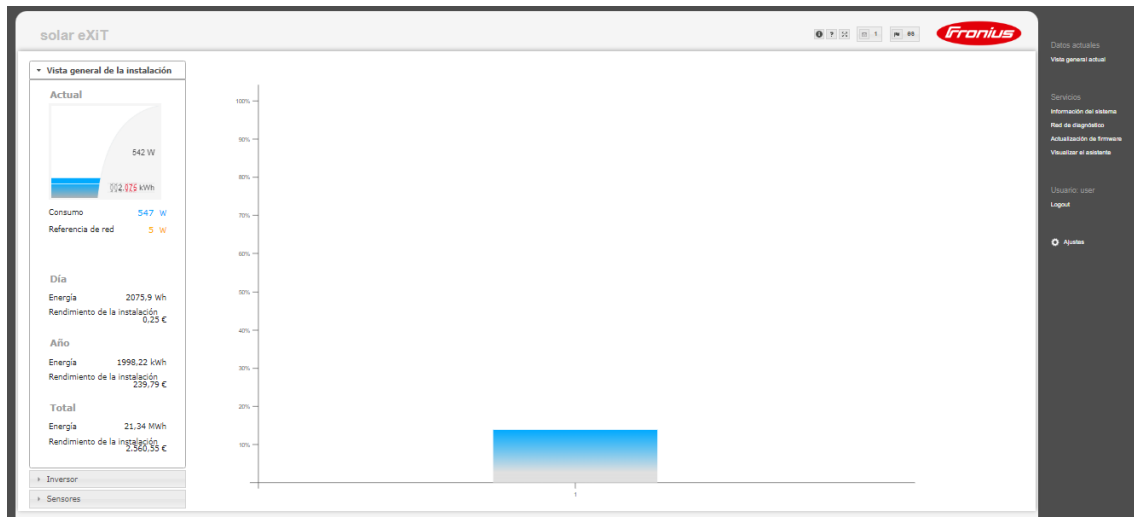 solar eXiT
1
88
Fronius
Vista general de la instalación
Actual
542 W
2.075 kWh
Consumo 547 W
Referencia de red 5 W
Día
Energía 2075,9 Wh
Rendimiento de la instalación
0,25 €
Año
Energía 1998,22 kWh
Rendimiento de la instalación
239,79 €
Total
Energía 21,34 MWh
Rendimiento de la instalación
2.560,55 €
Inversor
Sensores
100%
90%
80%
70%
60%
50%
40%
30%
20%
10%
1
Datos actuales
Vista general actual
Servicios
Información del sistema
Red de diagnóstico
Actualización de firmware
Visualizar el asistente
Usuario: user
Logout
Ajustes